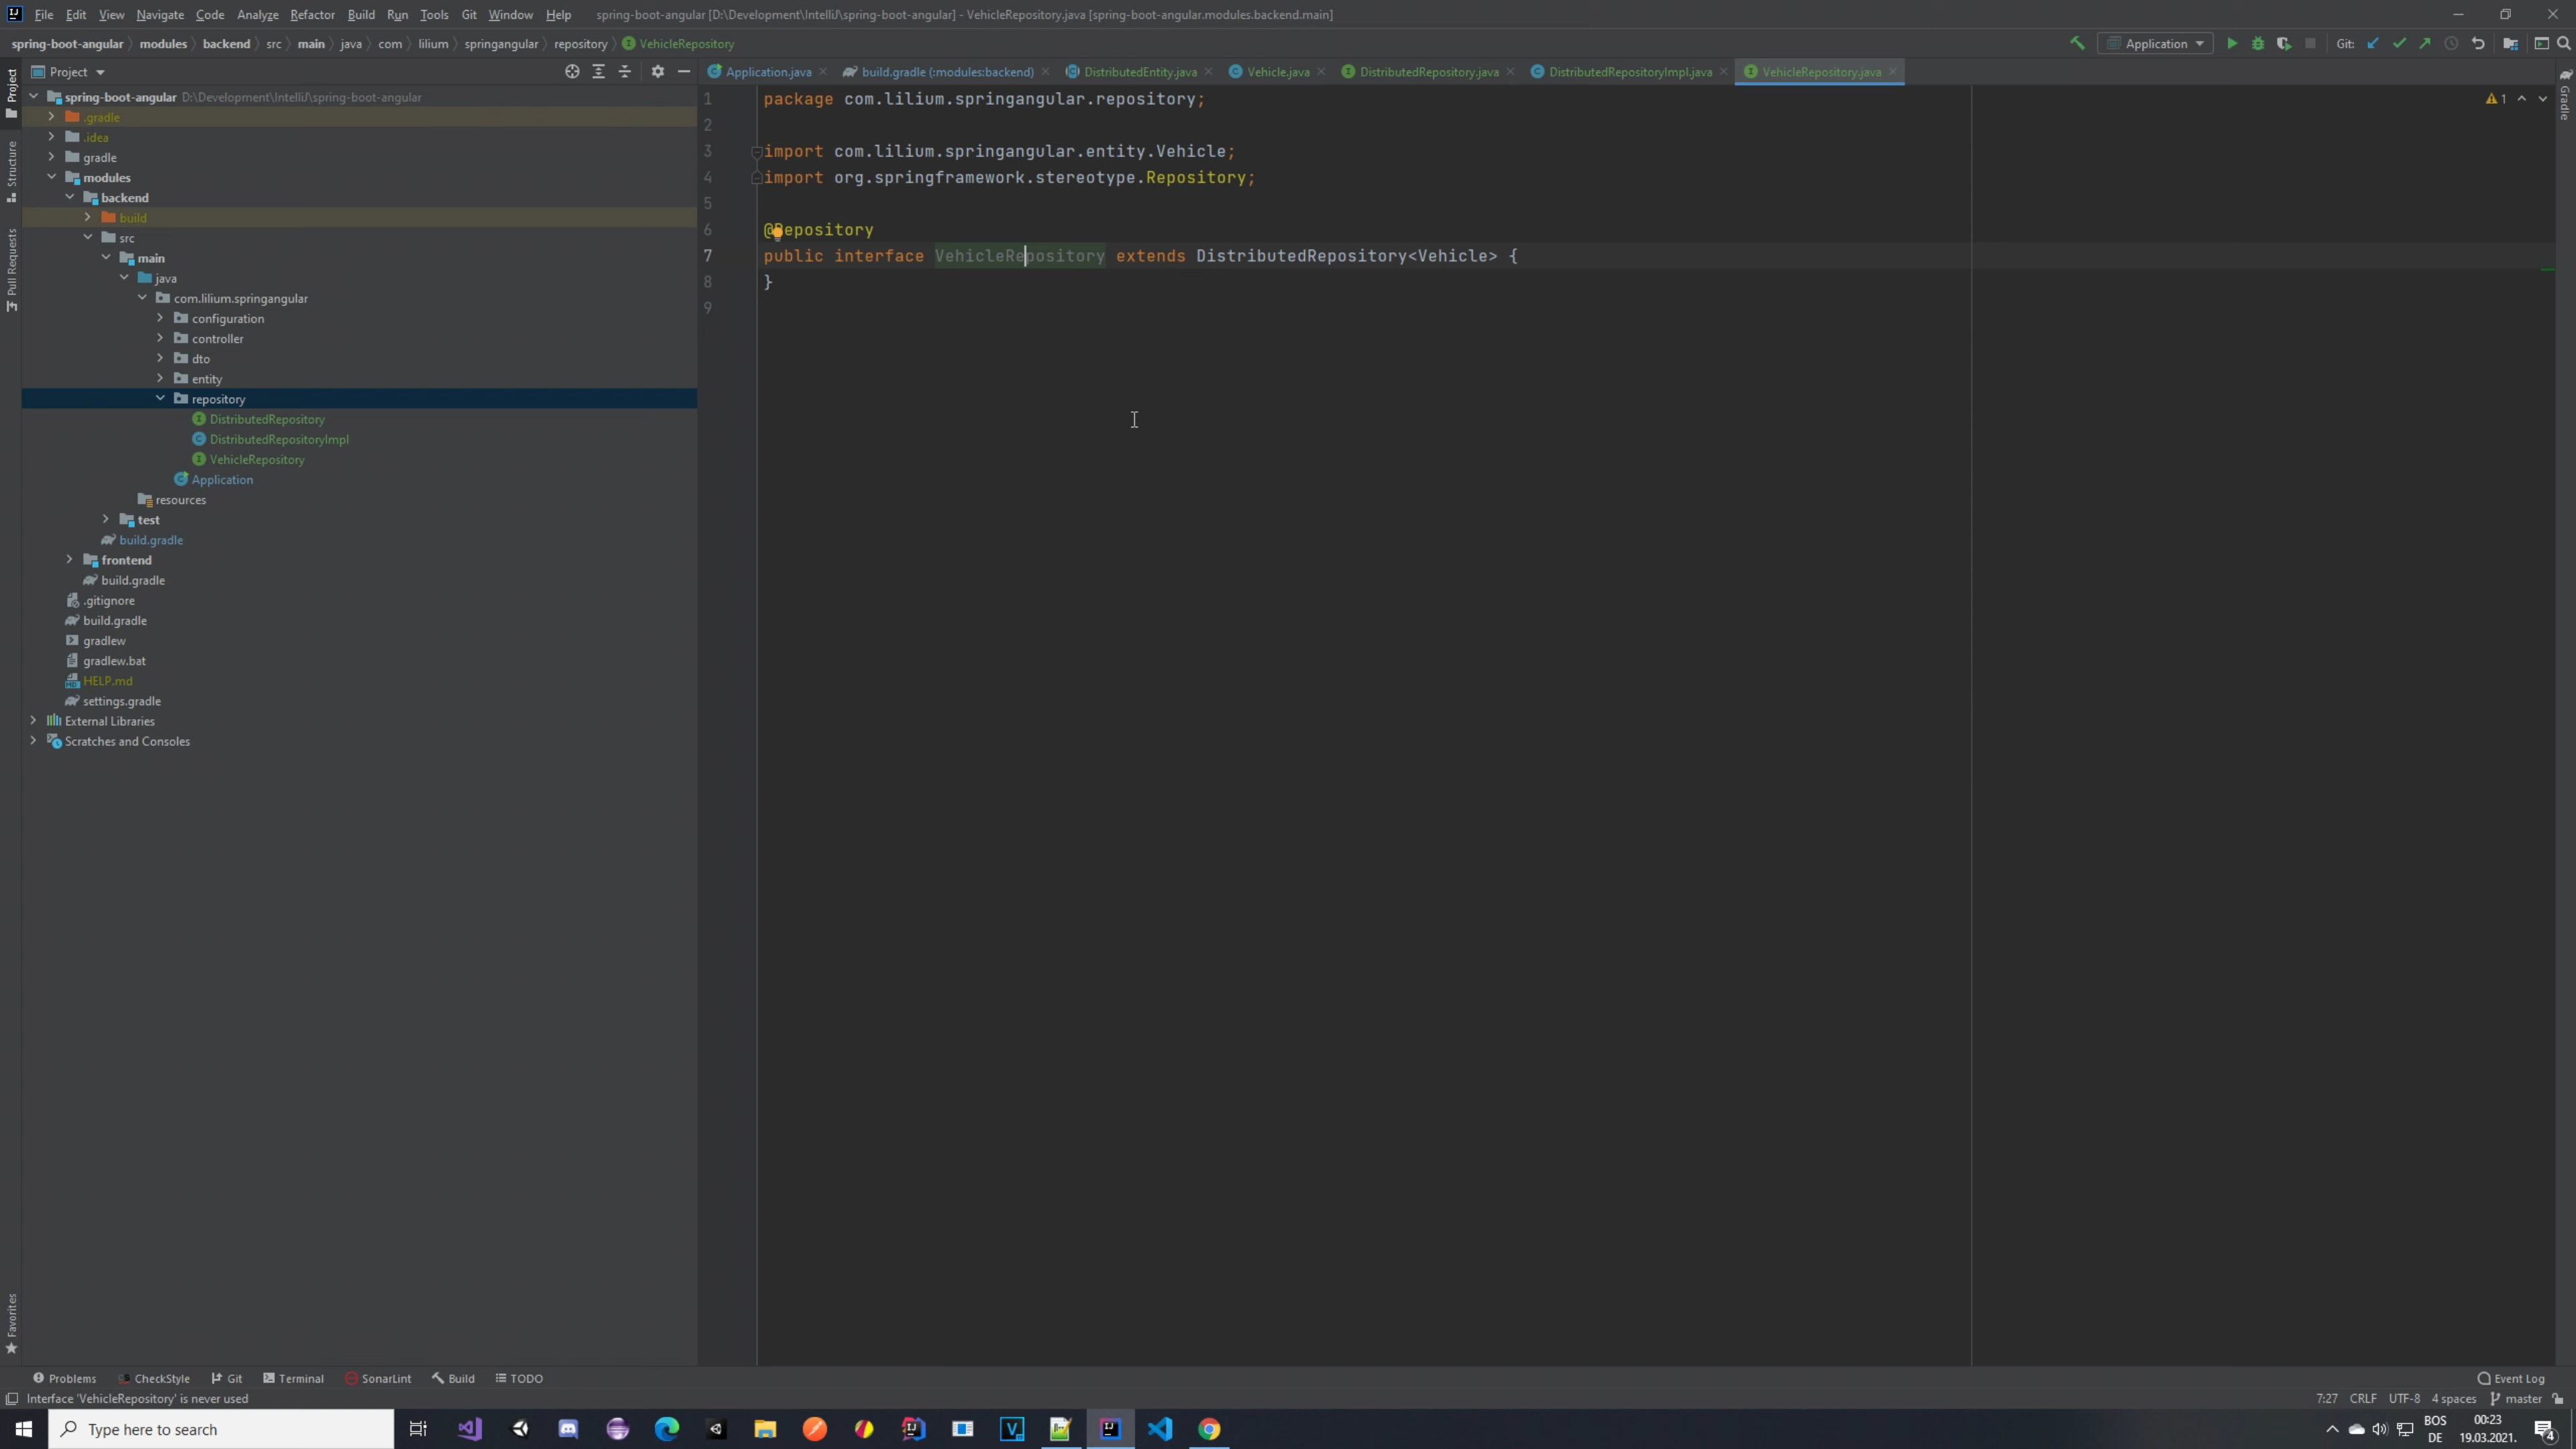 File Edit View Navigate Code Analyze Refactor Build Run Tools Git Window Help spring-boot-angular [D:\Development\IntelliJ\spring-boot-angular] - VehicleRepository.java [spring-boot-angular.modules.backend.main]
spring-boot-angular modules backend src main java com lilium springangular repository VehicleRepository
Application
Git:
Project
Application.java
build.gradle (:modules:backend)
DistributedEntity.java
Vehicle.java
DistributedRepository.java
DistributedRepositoryImpl.java
VehicleRepository.java
Project
Structure
Pull Requests
Favorites
Gradle
spring-boot-angular D:\Development\IntelliJ\spring-boot-angular
.gradle
.idea
gradle
modules
backend
build
src
main
java
com.lilium.springangular
configuration
controller
dto
entity
repository
DistributedRepository
DistributedRepositoryImpl
VehicleRepository
Application
resources
test
build.gradle
frontend
build.gradle
.gitignore
build.gradle
gradlew
gradlew.bat
HELP.md
settings.gradle
External Libraries
Scratches and Consoles
1 package com.lilium.springangular.repository;
2
3 import com.lilium.springangular.entity.Vehicle;
4 import org.springframework.stereotype.Repository;
5
6 @Repository
7 public interface VehicleRepository extends DistributedRepository<Vehicle> {
8 }
9
1
Problems CheckStyle Git Terminal SonarLint Build TODO
Event Log
Interface 'VehicleRepository' is never used
7:27 CRLF UTF-8 4 spaces master
Type here to search
BOS
DE
00:23
19.03.2021.
4